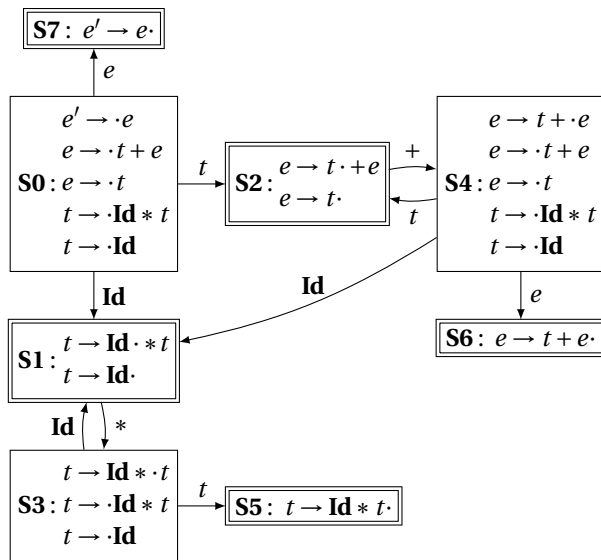 S7: e′ → e·
e
e′ → ·e
e → ·t + e
S0: e → ·t
t → ·Id ∗ t
t → ·Id
t
S2: e → t · +e
e → t·
+
t
e → t + ·e
e → ·t + e
S4: e → ·t
t → ·Id ∗ t
t → ·Id
Id
Id
e
S1: t → Id · ∗ t
t → Id·
S6: e → t + e·
Id
∗
t → Id ∗ · t
S3: t → ·Id ∗ t
t → ·Id
t
S5: t → Id ∗ t·